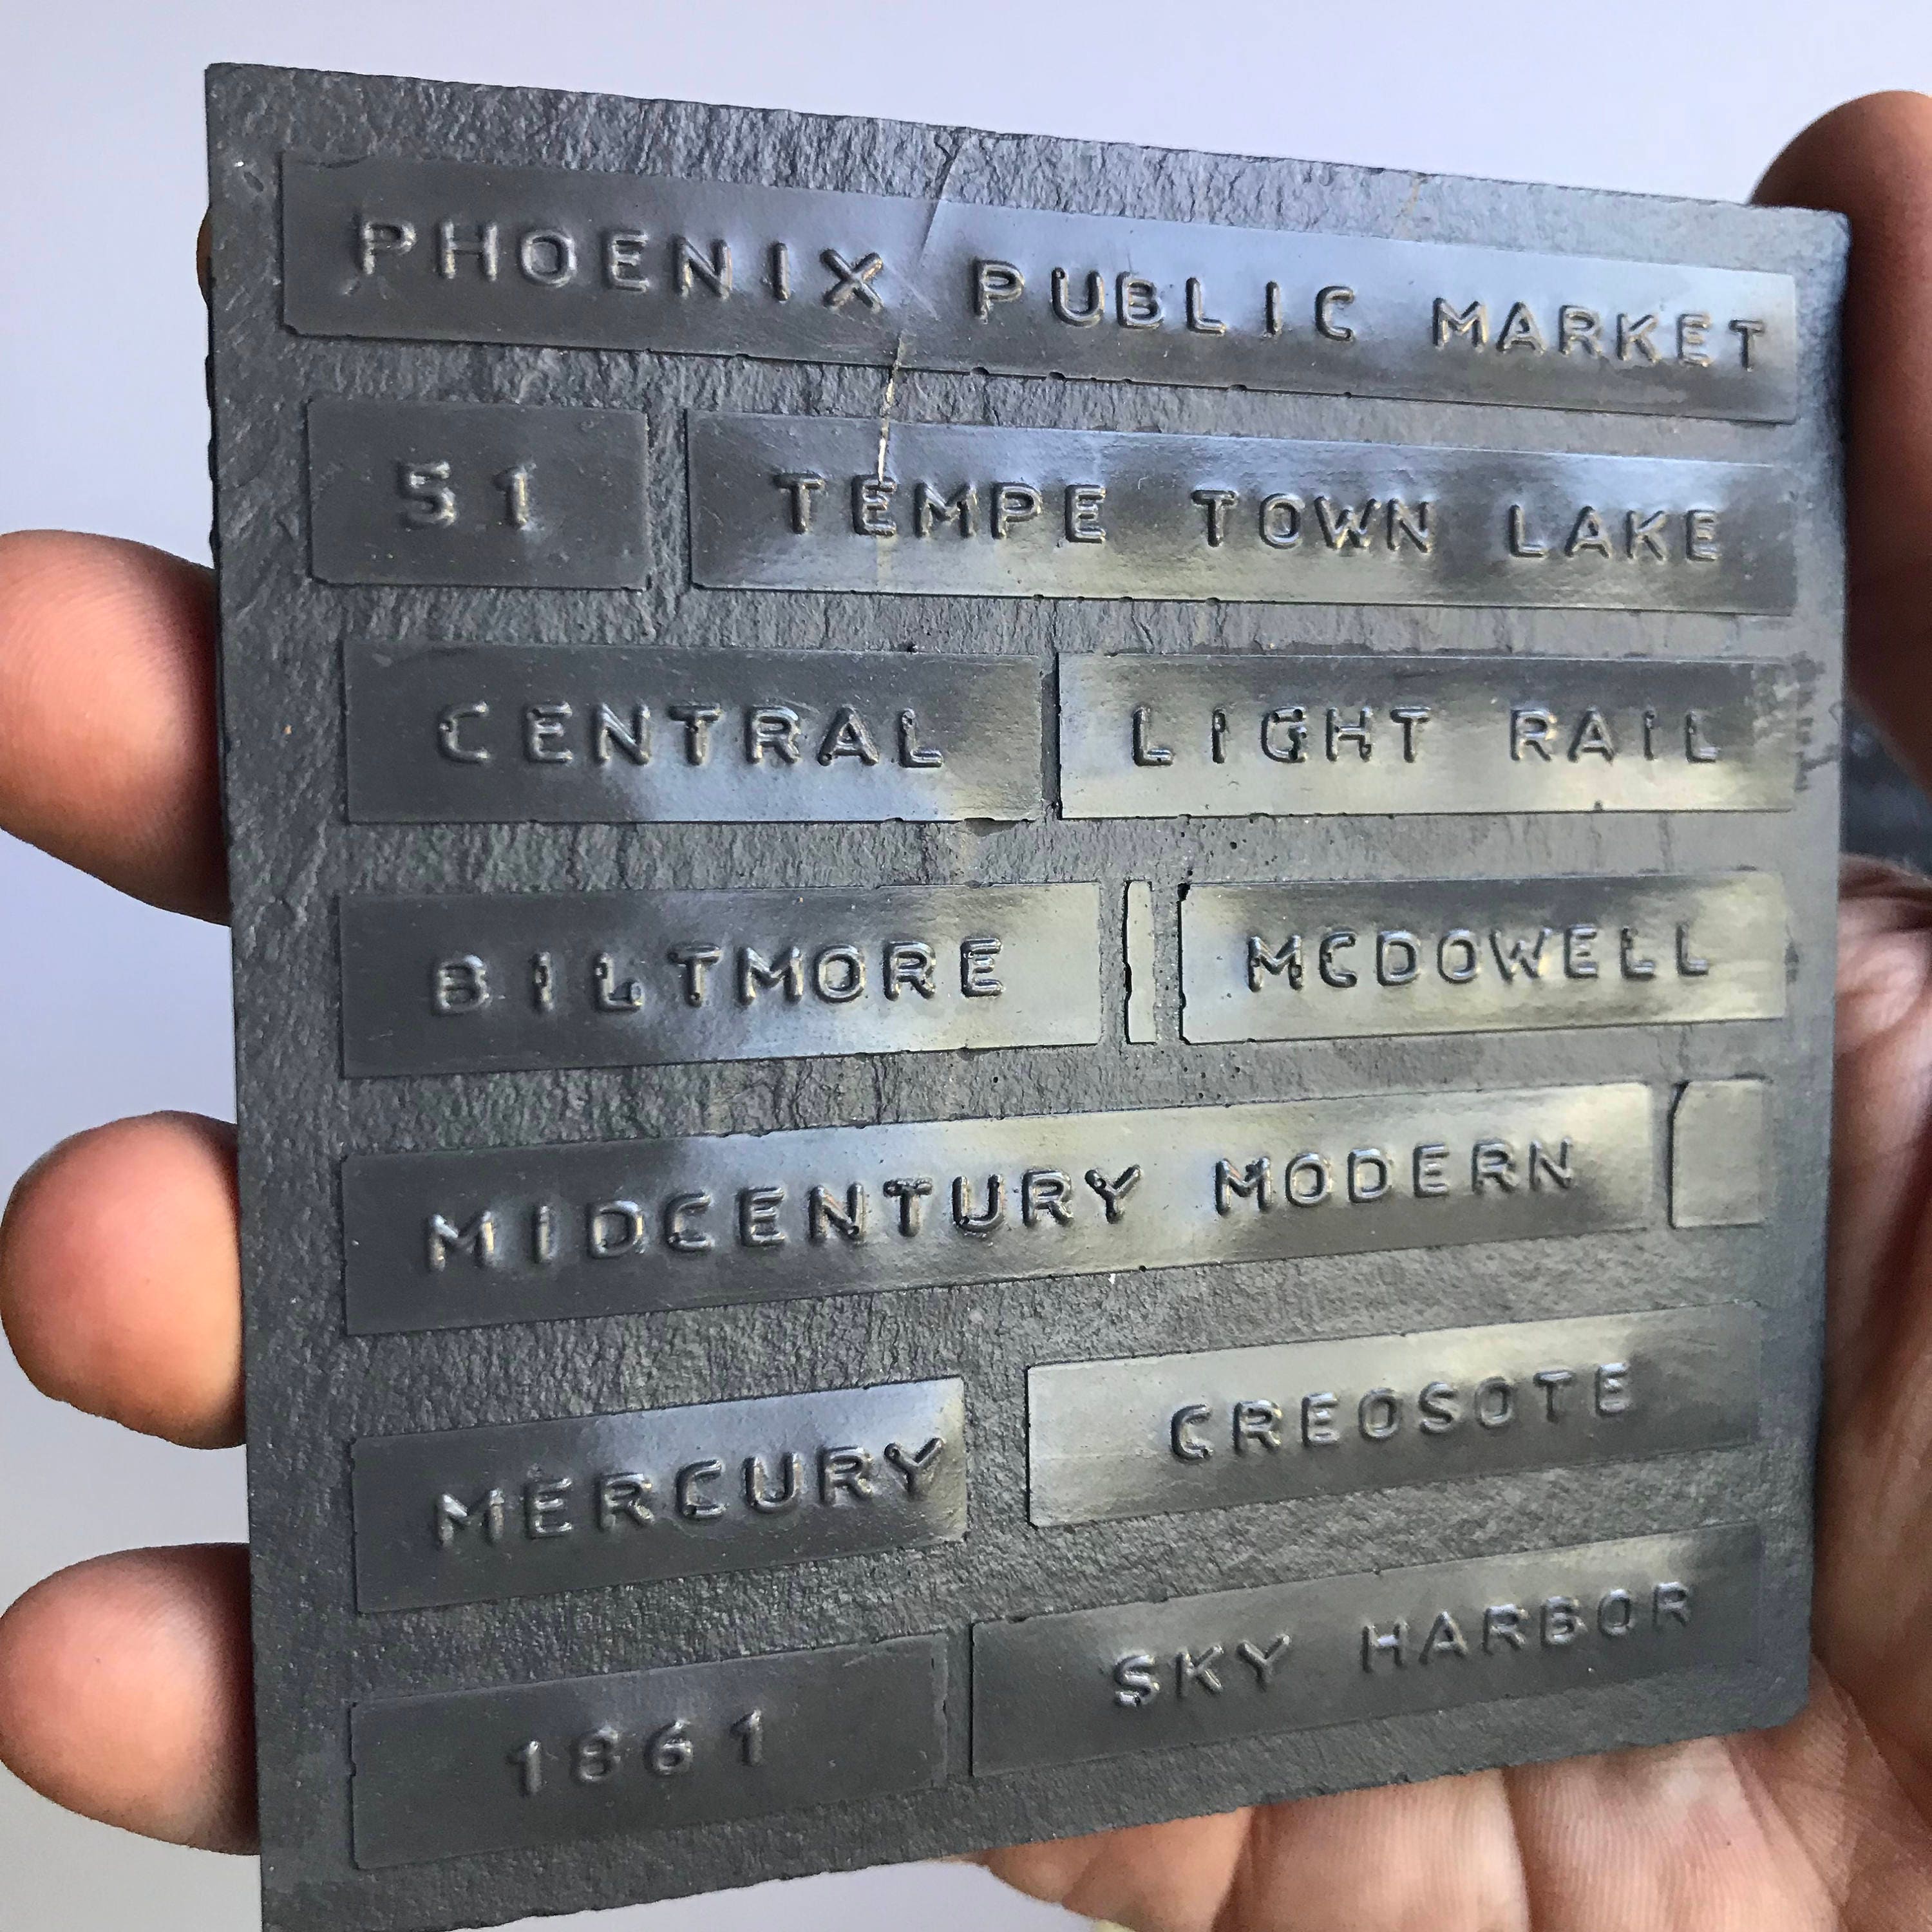 PHOENIX PUBLIC MARKET
51 TEMPE TOWN LAKE
CENTRAL LIGHT RAIL
BILTMORE MCDOWELL
MIDCENTURY MODERN
MERCURY CREOSOTE
1861 SKY HARBOR